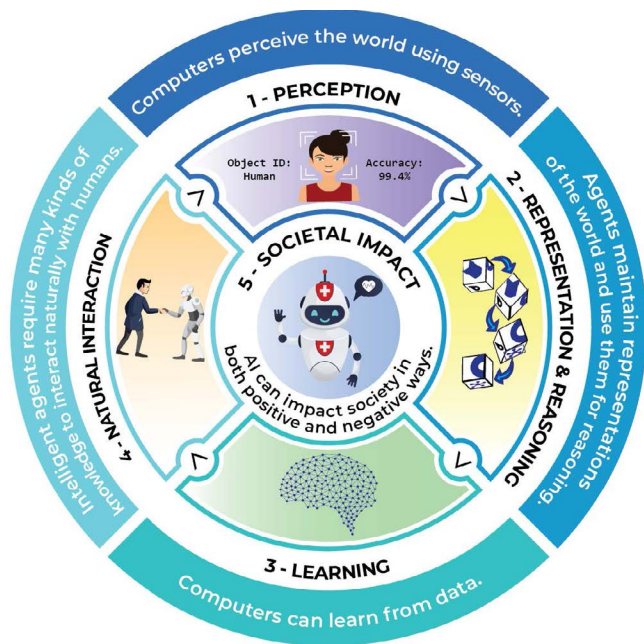 Computers perceive the world using sensors.
1 - PERCEPTION
Object ID:
Human
Accuracy:
99.4%
Agents maintain representations
of the world and use them for reasoning.
2 - REPRESENTATION & REASONING
3 - LEARNING
Computers can learn from data.
Intelligent agents require many kinds of
knowledge to interact naturally with humans.
4 - NATURAL INTERACTION
5 - SOCIETAL IMPACT
AI can impact society in
both positive and negative ways.